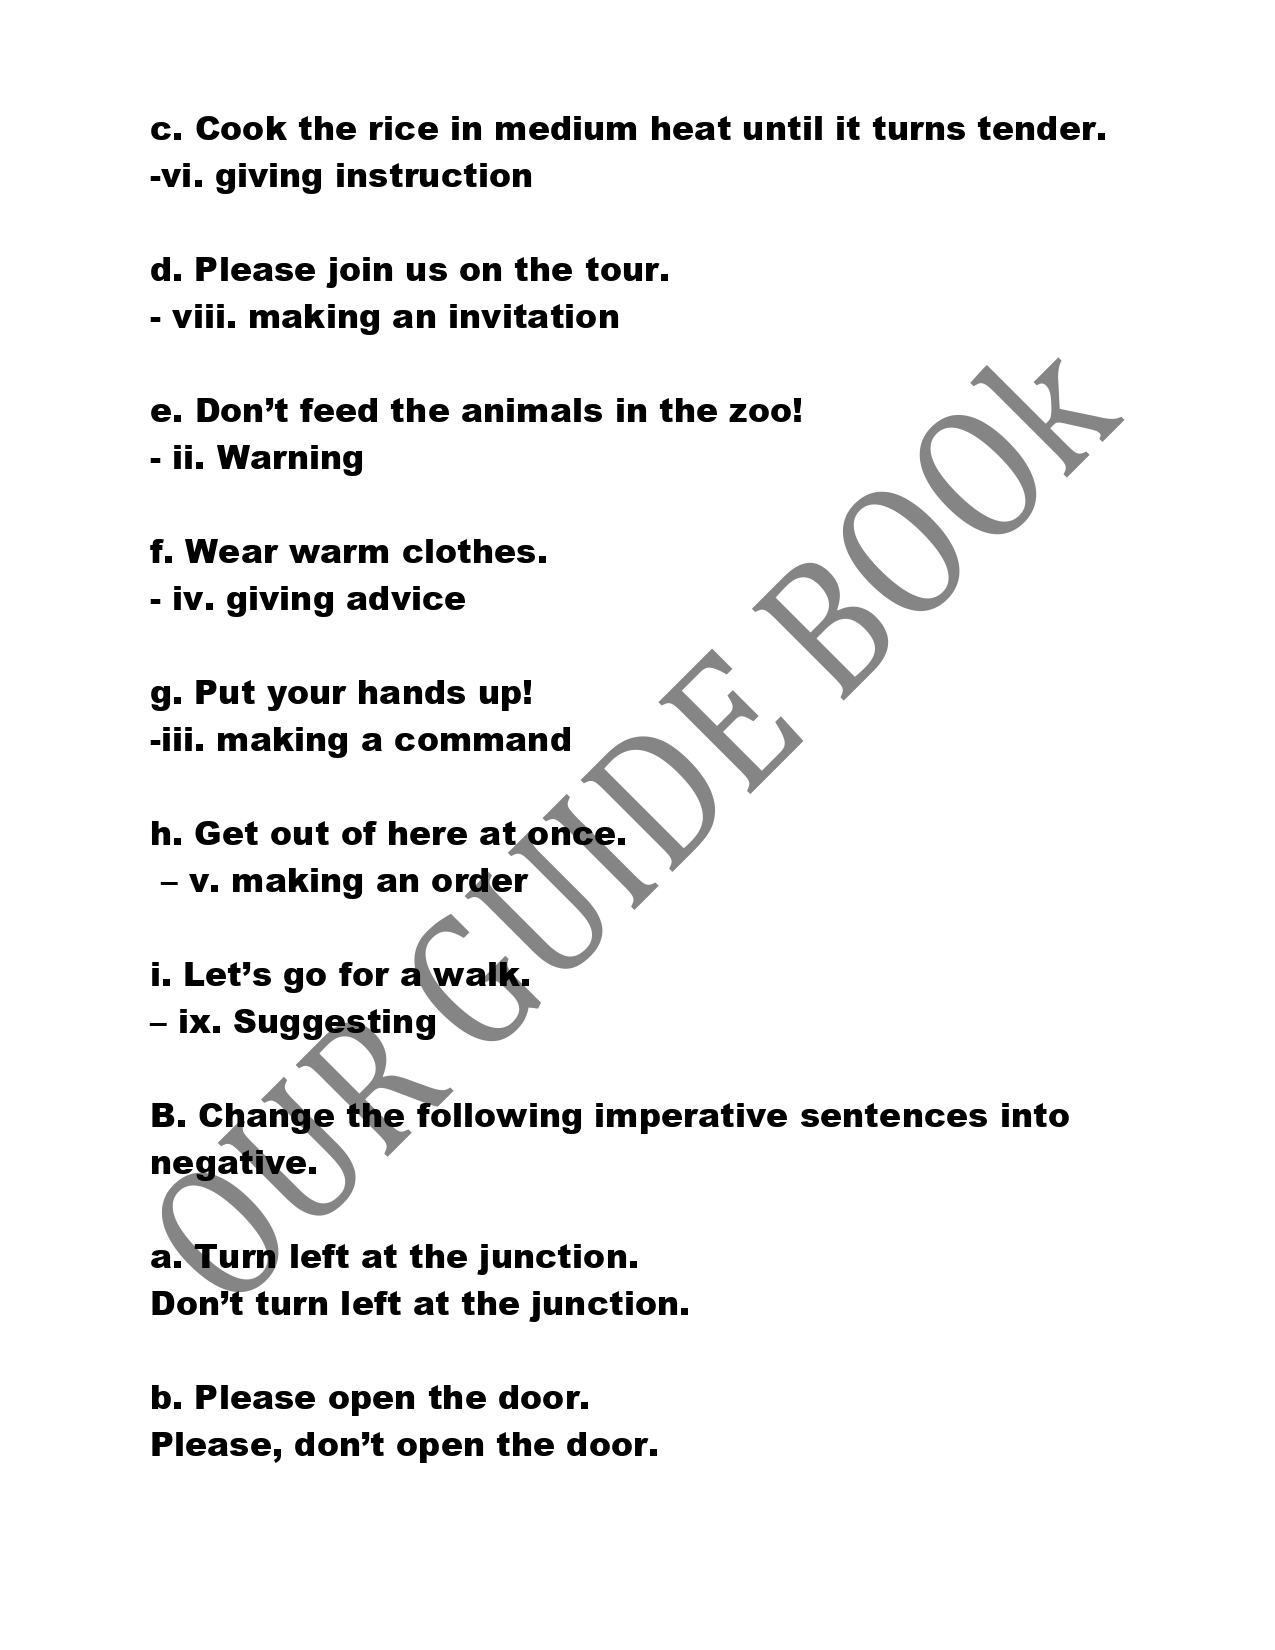 c. Cook the rice in medium heat until it turns tender.
-vi. giving instruction
d. Please join us on the tour.
- viii. making an invitation
e. Don’t feed the animals in the zoo!
- ii. Warning
f. Wear warm clothes.
- iv. giving advice
g. Put your hands up!
-iii. making a command
h. Get out of here at once.
– v. making an order
i. Let’s go for a walk.
– ix. Suggesting
B. Change the following imperative sentences into
negative.
a. Turn left at the junction.
Don’t turn left at the junction.
b. Please open the door.
Please, don’t open the door.
OUR GUIDE BOOk